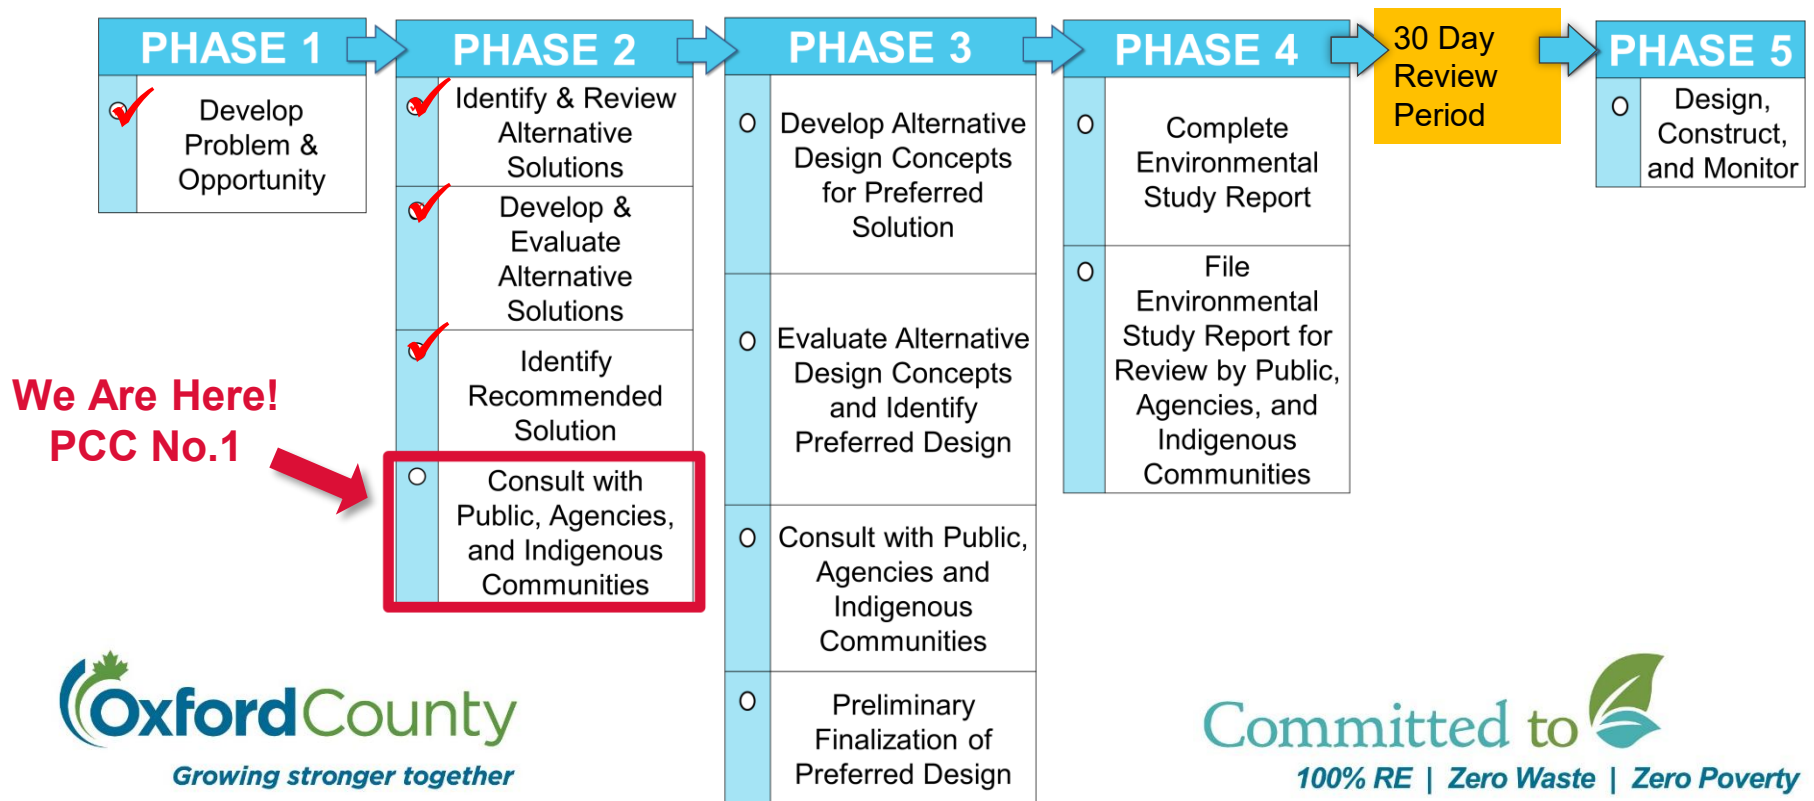 PHASE 1
Develop
Problem &
Opportunity
PHASE 2
Identify & Review
Alternative
Solutions
Develop &
Evaluate
Alternative
Solutions
Identify
Recommended
Solution
Consult with
Public, Agencies,
and Indigenous
Communities
We Are Here!
PCC No.1
PHASE 3
Develop Alternative
Design Concepts
for Preferred
Solution
Evaluate Alternative
Design Concepts
and Identify
Preferred Design
Consult with Public,
Agencies and
Indigenous
Communities
Preliminary
Finalization of
Preferred Design
PHASE 4
Complete
Environmental
Study Report
File
Environmental
Study Report for
Review by Public,
Agencies, and
Indigenous
Communities
30 Day
Review
Period
PHASE 5
Design,
Construct,
and Monitor
OxfordCounty
Growing stronger together
Committed to
100% RE | Zero Waste | Zero Poverty